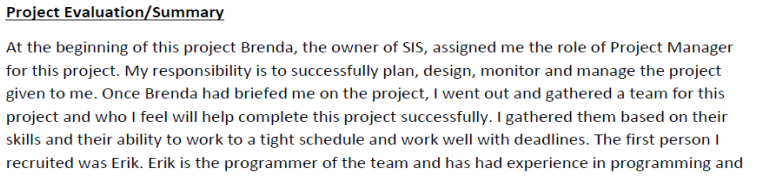 Project Evaluation/Summary
At the beginning of this project Brenda, the owner of SIS, assigned me the role of Project Manager
for this project. My responsibility is to successfully plan, design, monitor and manage the project
given to me. Once Brenda had briefed me on the project, I went out and gathered a team for this
project and who I feel will help complete this project successfully. I gathered them based on their
skills and their ability to work to a tight schedule and work well with deadlines. The first person I
recruited was Erik. Erik is the programmer of the team and has had experience in programming and